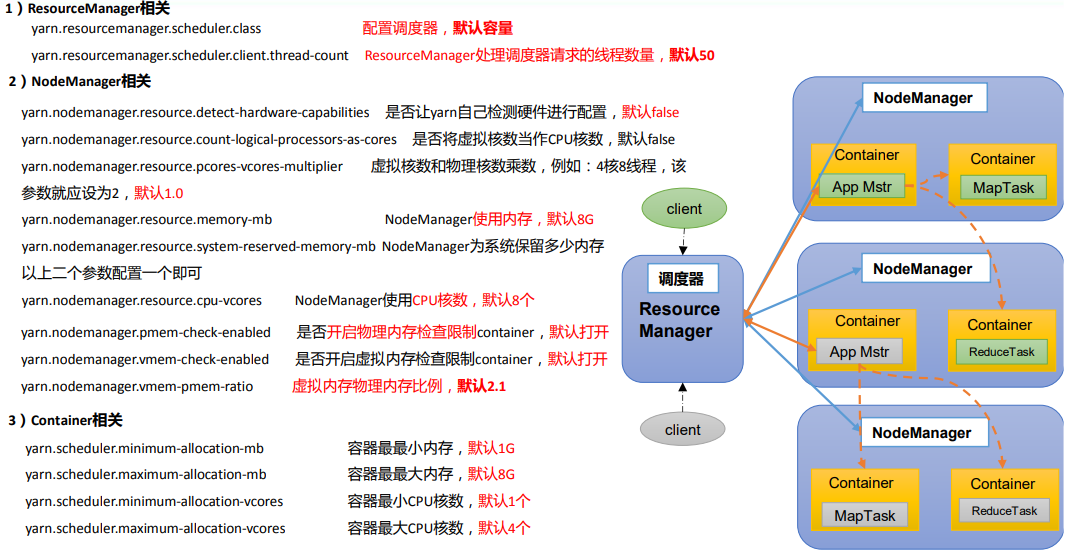 1）ResourceManager相关
yarn.resourcemanager.scheduler.class 配置调度器，默认容量
yarn.resourcemanager.scheduler.client.thread-count ResourceManager处理调度器请求的线程数量，默认50
2）NodeManager相关
yarn.nodemanager.resource.detect-hardware-capabilities 是否让yarn自己检测硬件进行配置，默认false
yarn.nodemanager.resource.count-logical-processors-as-cores 是否将虚拟核数当作CPU核数，默认false
yarn.nodemanager.resource.pcores-vcores-multiplier 虚拟核数和物理核数乘数，例如：4核8线程，该
参数就应设为2，默认1.0
yarn.nodemanager.resource.memory-mb NodeManager使用内存，默认8G
yarn.nodemanager.resource.system-reserved-memory-mb NodeManager为系统保留多少内存
以上二个参数配置一个即可
yarn.nodemanager.resource.cpu-vcores NodeManager使用CPU核数，默认8个
yarn.nodemanager.pmem-check-enabled 是否开启物理内存检查限制container，默认打开
yarn.nodemanager.vmem-check-enabled 是否开启虚拟内存检查限制container，默认打开
yarn.nodemanager.vmem-pmem-ratio 虚拟内存物理内存比例，默认2.1
3）Container相关
yarn.scheduler.minimum-allocation-mb 容器最最小内存，默认1G
yarn.scheduler.maximum-allocation-mb 容器最最大内存，默认8G
yarn.scheduler.minimum-allocation-vcores 容器最小CPU核数，默认1个
yarn.scheduler.maximum-allocation-vcores 容器最大CPU核数，默认4个
client
调度器
Resource
Manager
client
NodeManager
Container
App Mstr
Container
MapTask
NodeManager
Container
App Mstr
Container
ReduceTask
NodeManager
Container
MapTask
Container
ReduceTask